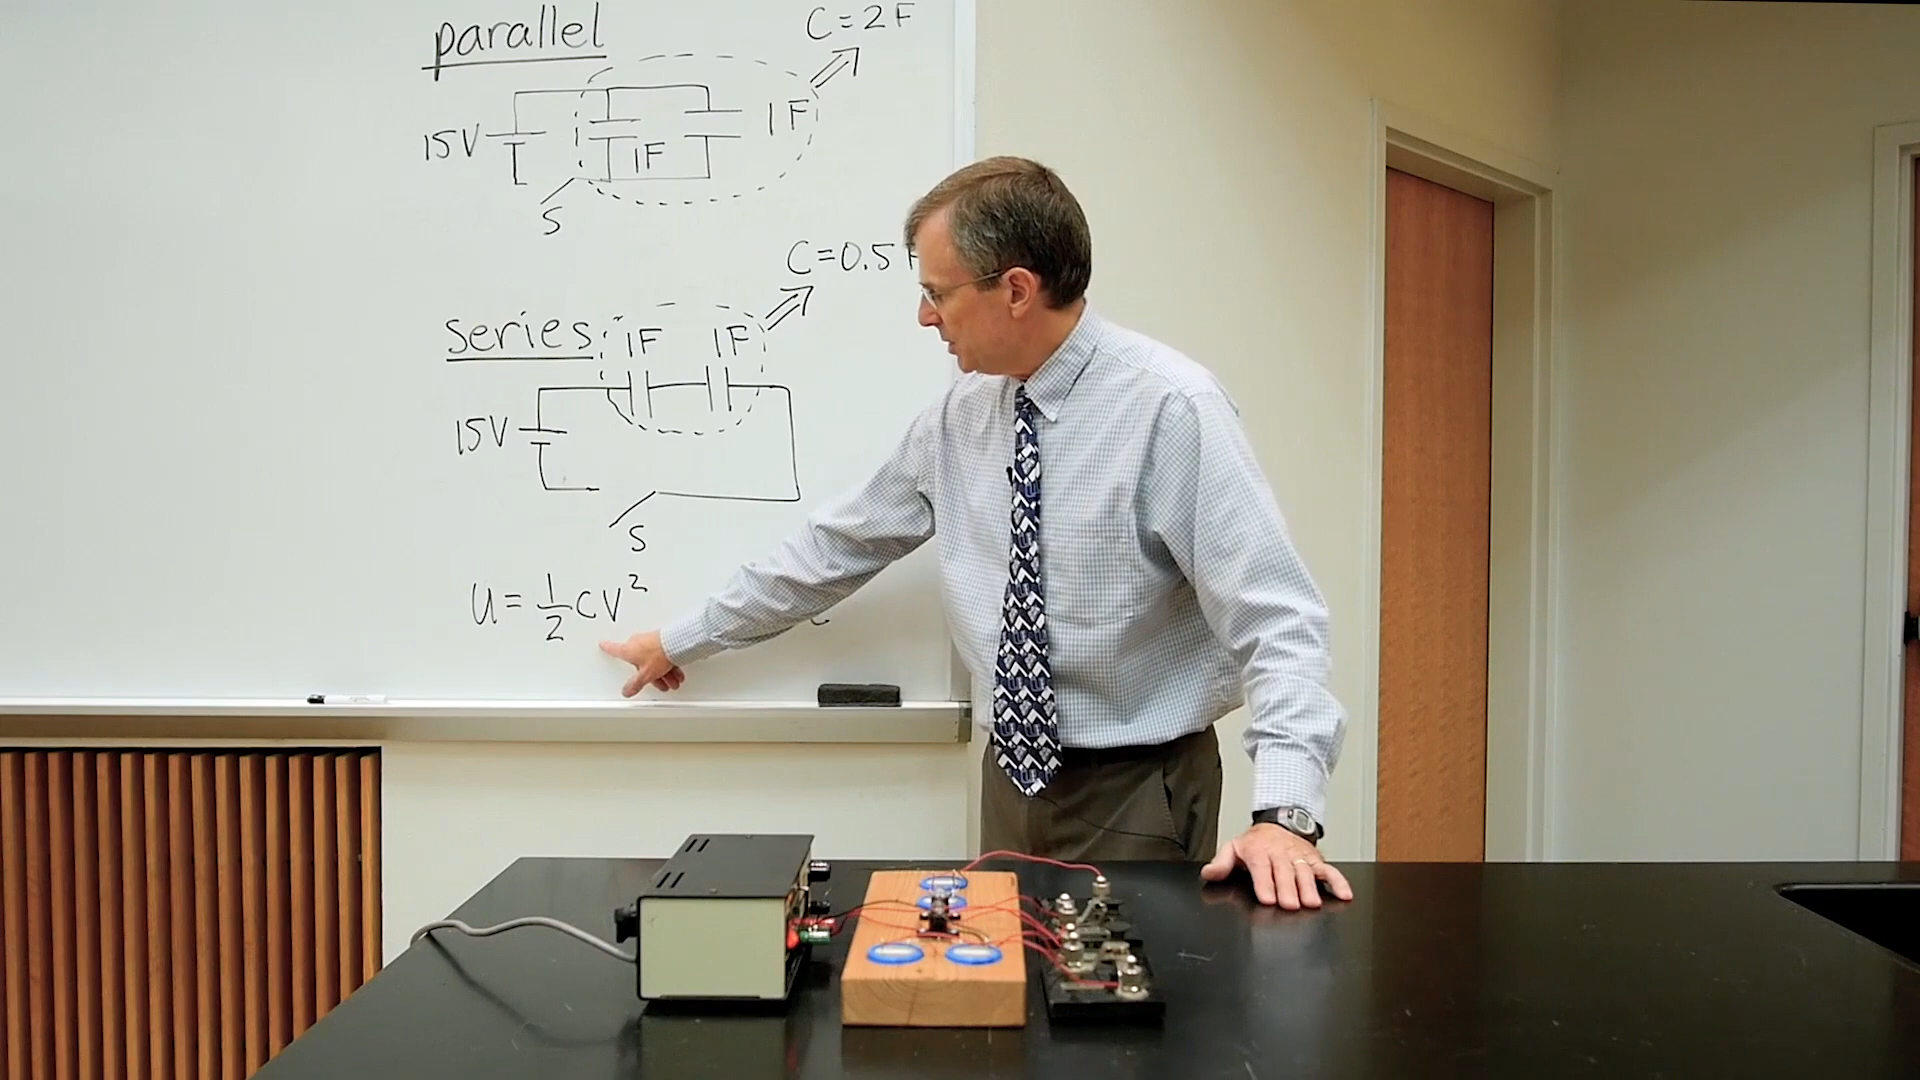 parallel
C=2F
15V
1F
1F
S
C=0.5
series
1F 1F
15V
S
U=½CV²